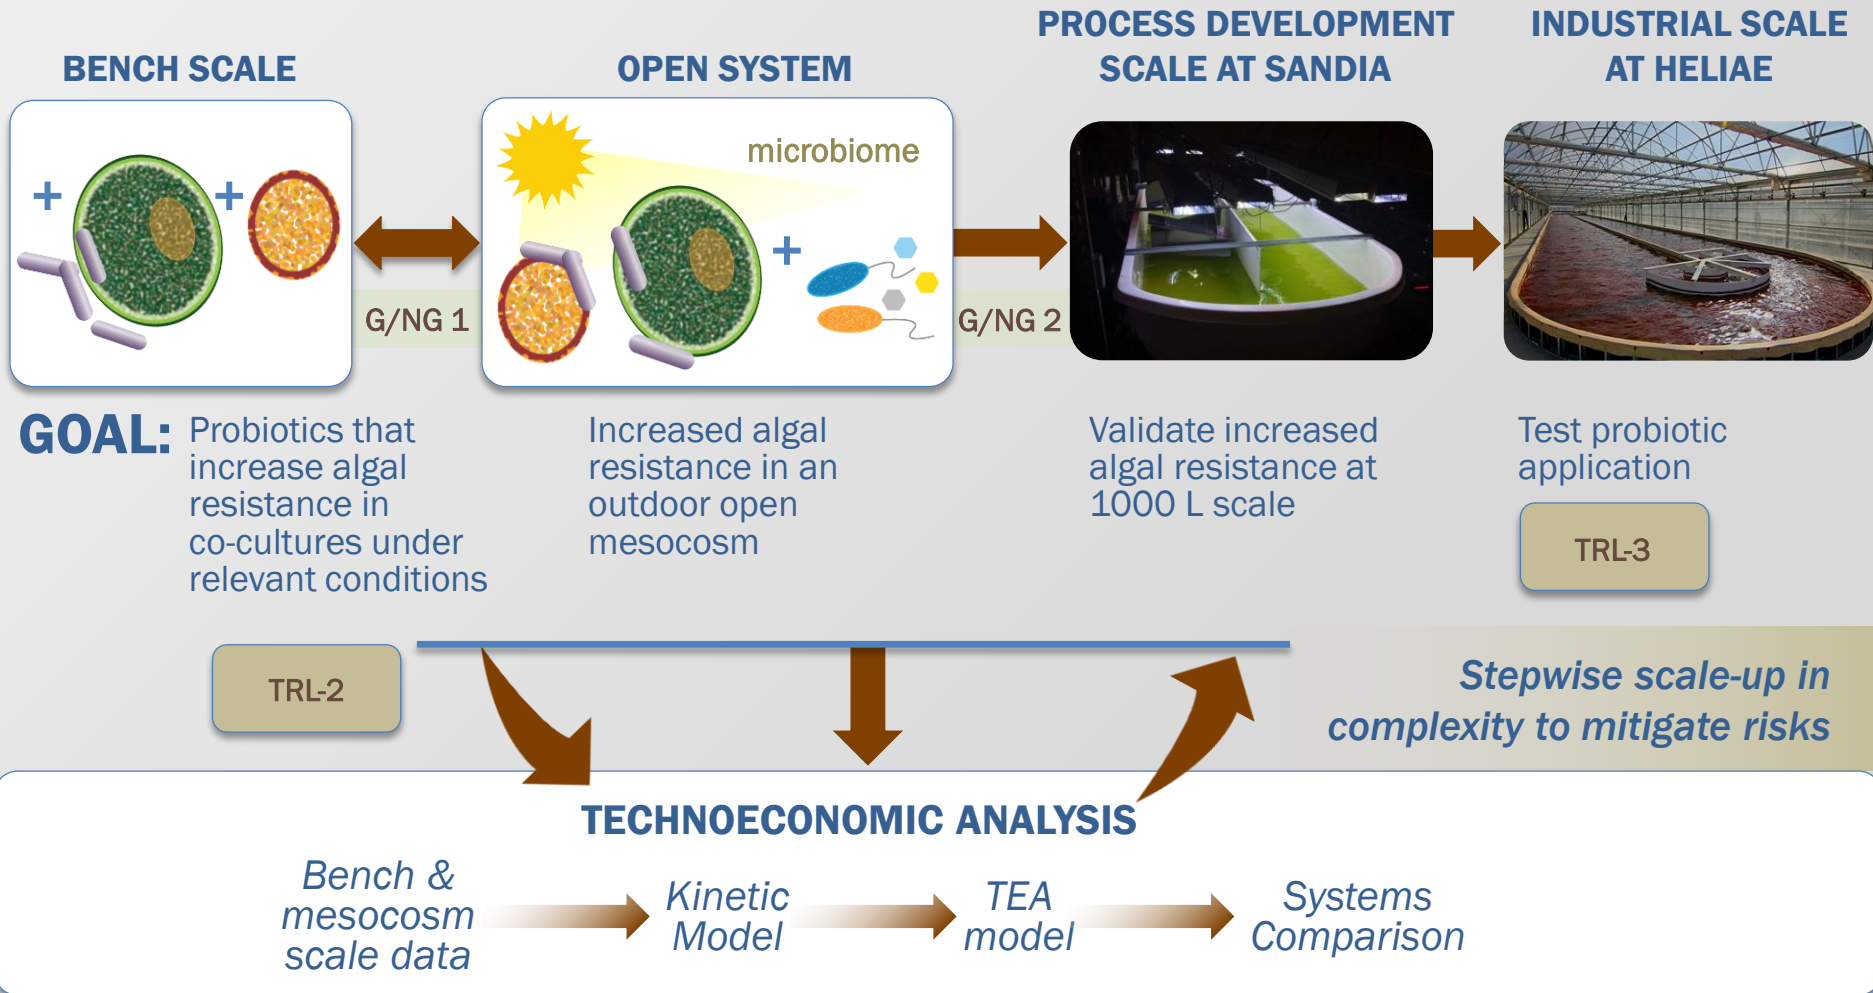 BENCH SCALE
OPEN SYSTEM
PROCESS DEVELOPMENT
SCALE AT SANDIA
INDUSTRIAL SCALE
AT HELIAE
+
+
microbiome
+
G/NG 1
G/NG 2
GOAL:
Probiotics that
increase algal
resistance in
co-cultures under
relevant conditions
Increased algal
resistance in an
outdoor open
mesocosm
Validate increased
algal resistance at
1000 L scale
Test probiotic
application
TRL-3
TRL-2
Stepwise scale-up in
complexity to mitigate risks
TECHNOECONOMIC ANALYSIS
Bench &
mesocosm
scale data
Kinetic
Model
TEA
model
Systems
Comparison